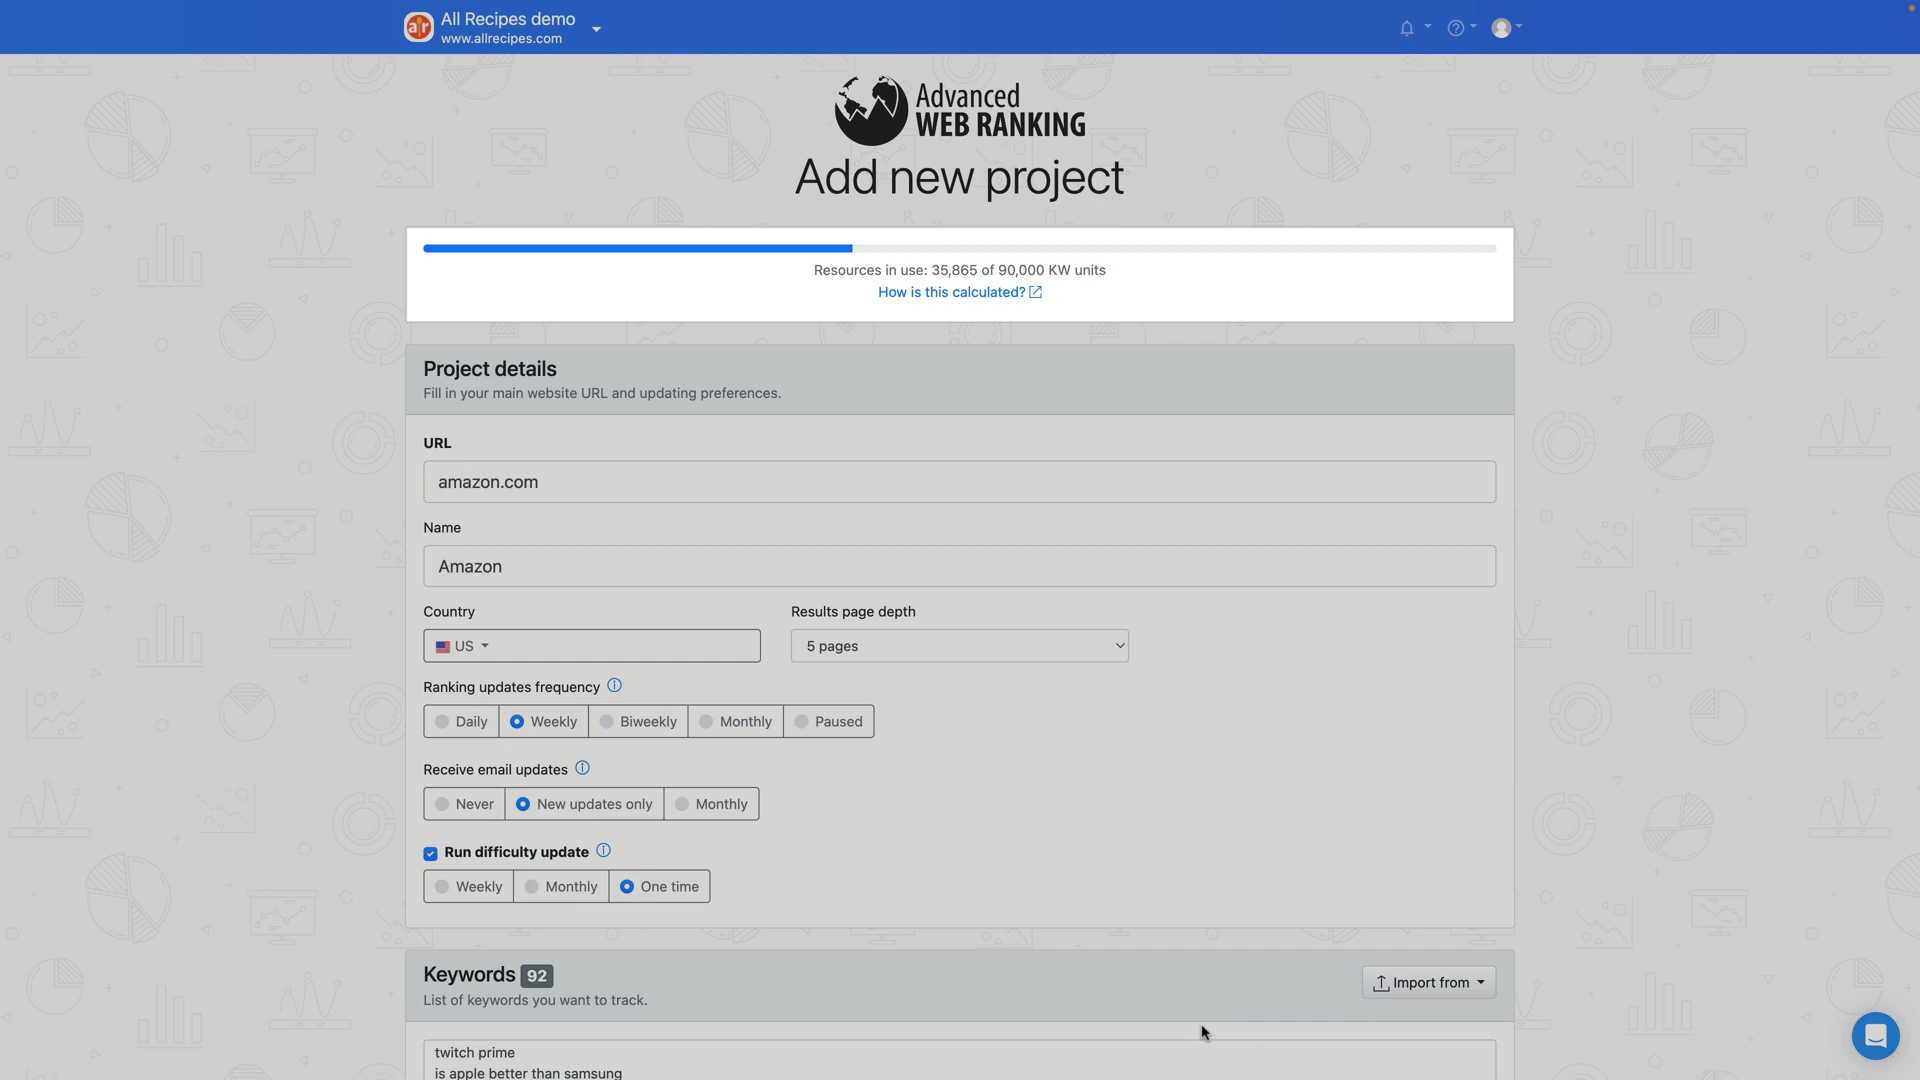 All Recipes demo
www.allrecipes.com
Advanced
WEB RANKING
Add new project
Resources in use: 35,865 of 90,000 KW units
How is this calculated?
Project details
Fill in your main website URL and updating preferences.
URL
amazon.com
Name
Amazon
Country
Results page depth
US
5 pages
Ranking updates frequency
Daily Weekly Biweekly Monthly Paused
Receive email updates
Never New updates only Monthly
Run difficulty update
Weekly Monthly One time
Keywords 92
Import from
List of keywords you want to track.
twitch prime
is apple better than samsung